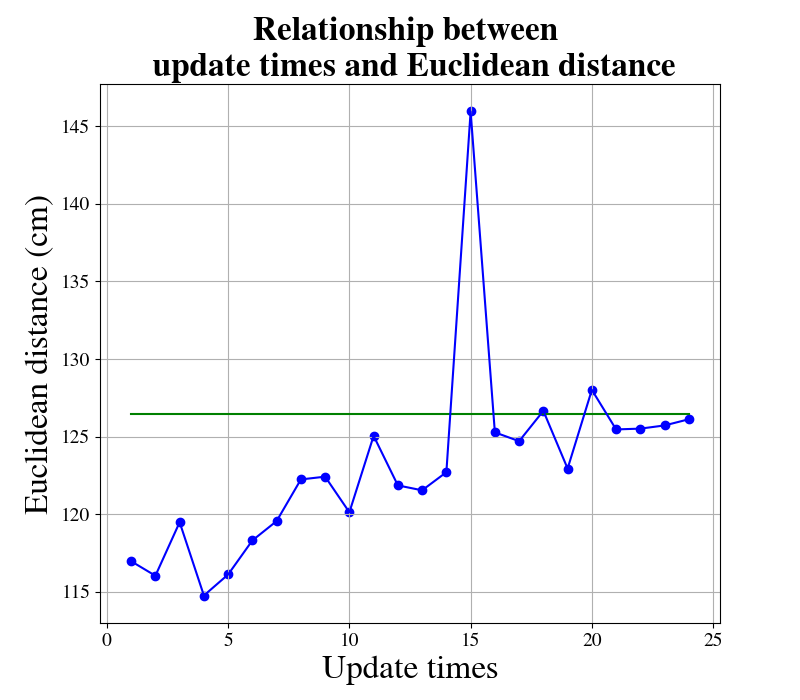 Relationship between
update times and Euclidean distance
Euclidean distance (cm)
145
140
135
130
125
120
115
0 5 10 15 20 25
Update times